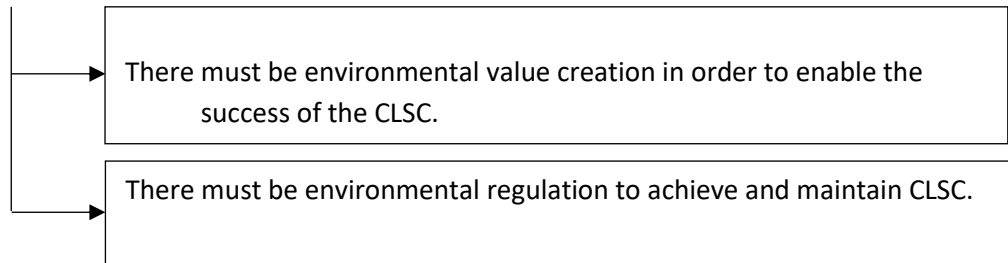 There must be environmental value creation in order to enable the
success of the CLSC.
There must be environmental regulation to achieve and maintain CLSC.